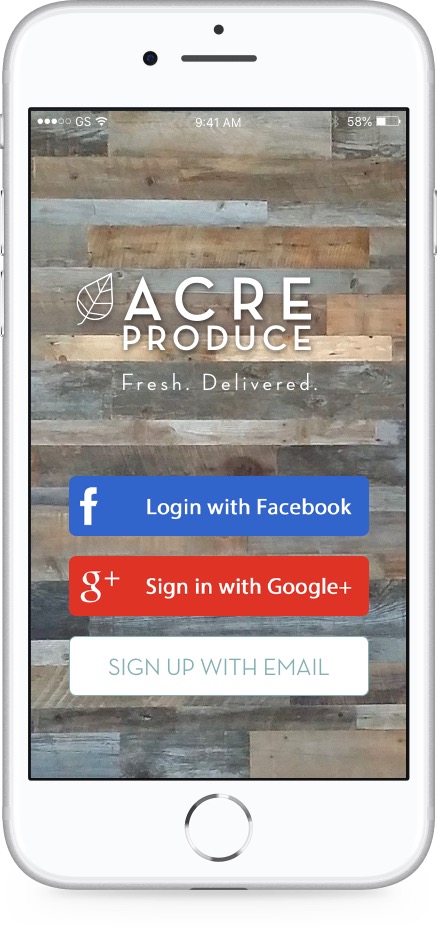 GS 9:41 AM 58%
ACRE
PRODUCE
Fresh. Delivered.
f Login with Facebook
g+ Sign in with Google+
SIGN UP WITH EMAIL